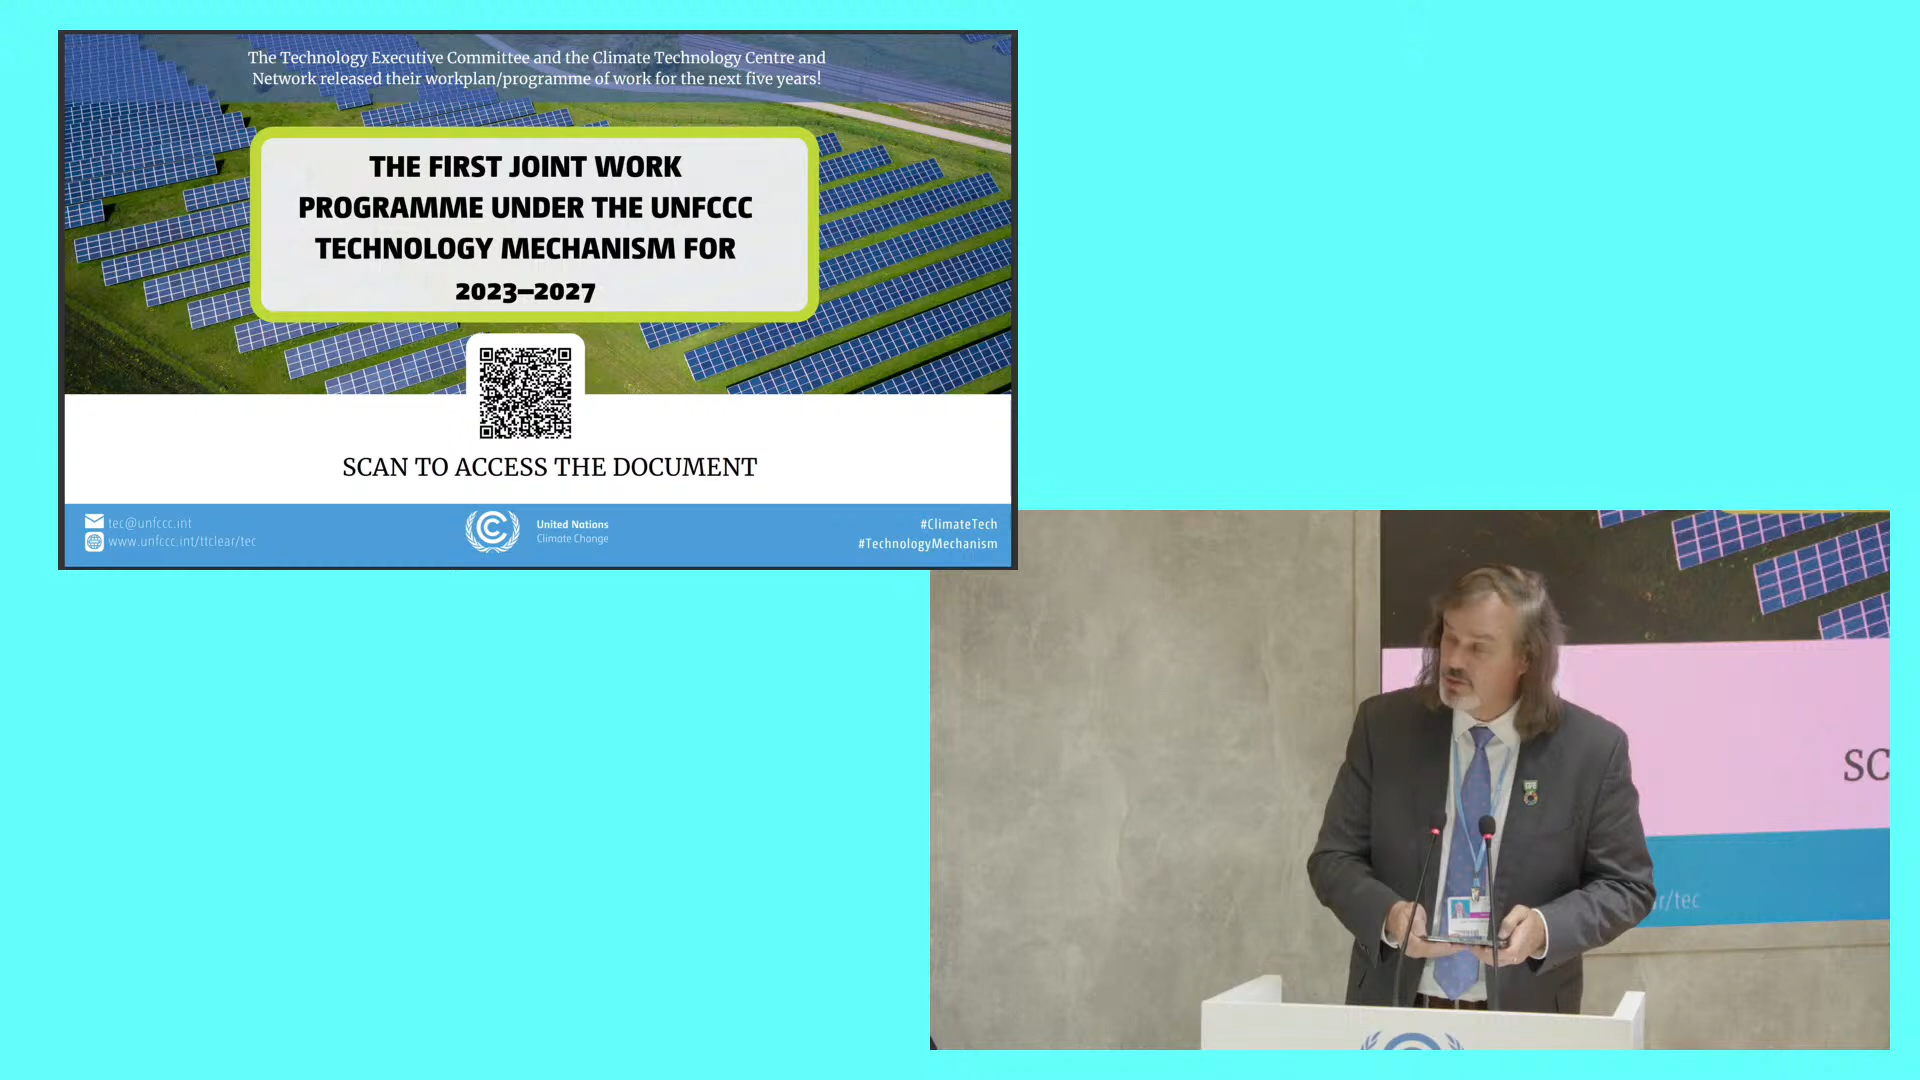 The Technology Executive Committee and the Climate Technology Centre and
Network released their workplan/programme of work for the next five years!
THE FIRST JOINT WORK
PROGRAMME UNDER THE UNFCCC
TECHNOLOGY MECHANISM FOR
2023–2027
SCAN TO ACCESS THE DOCUMENT
tec@unfccc.int
www.unfccc.int/ttclear/tec
United Nations
Climate Change
#ClimateTech
#TechnologyMechanism
SC
r/tec